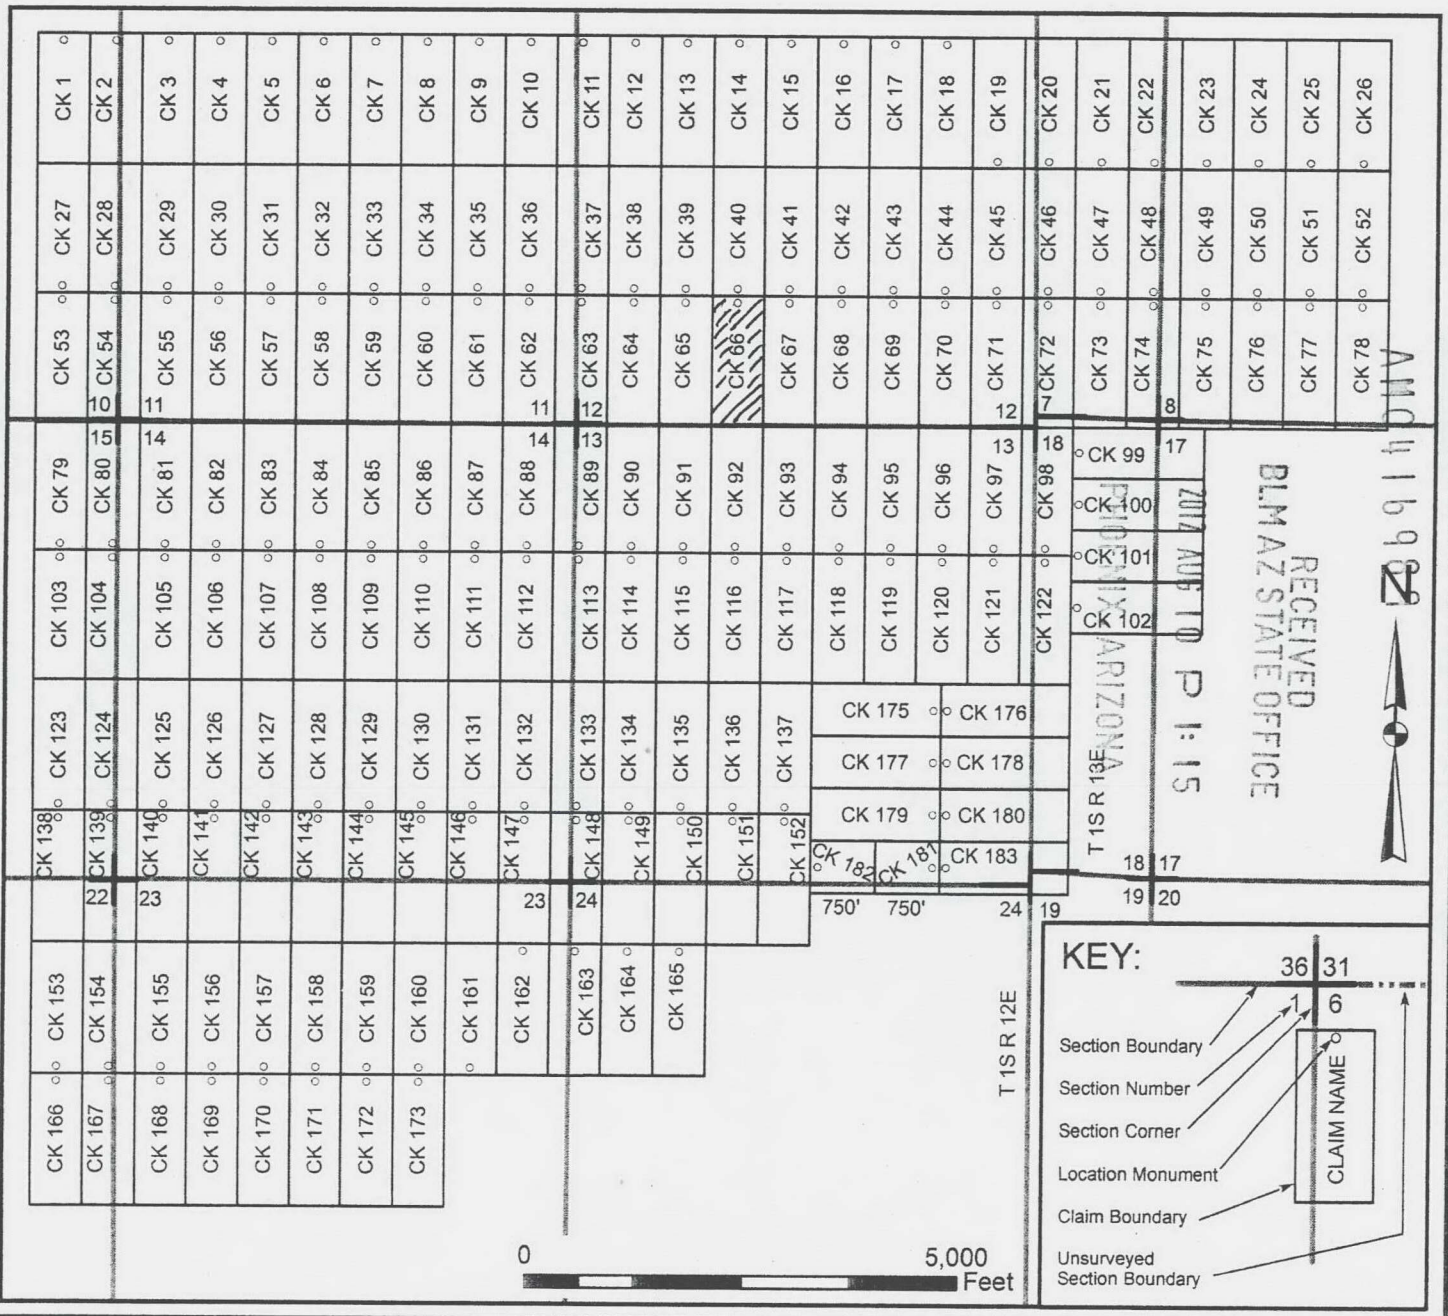 CK 1 CK 2 CK 3 CK 4 CK 5 CK 6 CK 7 CK 8 CK 9 CK 10 CK 11 CK 12 CK 13 CK 14 CK 15 CK 16 CK 17 CK 18 CK 19 CK 20 CK 21 CK 22 CK 23 CK 24 CK 25 CK 26
CK 27 CK 28 CK 29 CK 30 CK 31 CK 32 CK 33 CK 34 CK 35 CK 36 CK 37 CK 38 CK 39 CK 40 CK 41 CK 42 CK 43 CK 44 CK 45 CK 46 CK 47 CK 48 CK 49 CK 50 CK 51 CK 52
CK 53 CK 54 CK 55 CK 56 CK 57 CK 58 CK 59 CK 60 CK 61 CK 62 CK 63 CK 64 CK 65 CK 66 CK 67 CK 68 CK 69 CK 70 CK 71 CK 72 CK 73 CK 74 CK 75 CK 76 CK 77 CK 78
10 11 11 12 12 7 8
15 14 14 13 13 18 17
CK 79 CK 80 CK 81 CK 82 CK 83 CK 84 CK 85 CK 86 CK 87 CK 88 CK 89 CK 90 CK 91 CK 92 CK 93 CK 94 CK 95 CK 96 CK 97 CK 98
CK 99
CK 100
CK 101
CK 102
CK 103 CK 104 CK 105 CK 106 CK 107 CK 108 CK 109 CK 110 CK 111 CK 112 CK 113 CK 114 CK 115 CK 116 CK 117 CK 118 CK 119 CK 120 CK 121 CK 122
CK 123 CK 124 CK 125 CK 126 CK 127 CK 128 CK 129 CK 130 CK 131 CK 132 CK 133 CK 134 CK 135 CK 136 CK 137
CK 175 CK 176
CK 177 CK 178
CK 179 CK 180
CK 182 CK 181 CK 183
CK 138 CK 139 CK 140 CK 141 CK 142 CK 143 CK 144 CK 145 CK 146 CK 147 CK 148 CK 149 CK 150 CK 151 CK 152
18 17
22 23 23 24 750' 750' 24 19 19 20
CK 153 CK 154 CK 155 CK 156 CK 157 CK 158 CK 159 CK 160 CK 161 CK 162 CK 163 CK 164 CK 165
CK 166 CK 167 CK 168 CK 169 CK 170 CK 171 CK 172 CK 173
T1S R 13E
T1S R 12E
RECEIVED
BLM AZ STATE OFFICE
2012 AUG 10 P 1:15
PHOENIX ARIZONA
N
0 5,000
Feet
KEY:
36 31
1 6
CLAIM NAME
Section Boundary
Section Number
Section Corner
Location Monument
Claim Boundary
Unsurveyed
Section Boundary